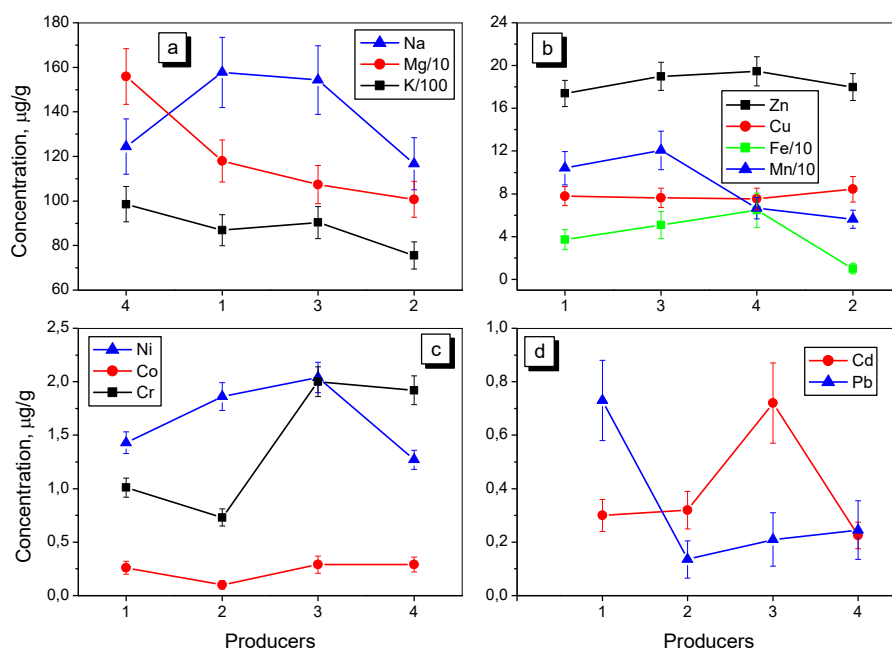 180
160
140
120
100
80
60
Concentration, μg/g
a
Na
Mg/10
K/100
4 1 3 2
24
20
16
12
8
4
0
b
Zn
Cu
Fe/10
Mn/10
1 3 4 2
2,5
2,0
1,5
1,0
0,5
0,0
Concentration, μg/g
Ni
Co
Cr
c
1 2 3 4
Producers
1,0
0,8
0,6
0,4
0,2
0,0
d
Cd
Pb
1 2 3 4
Producers